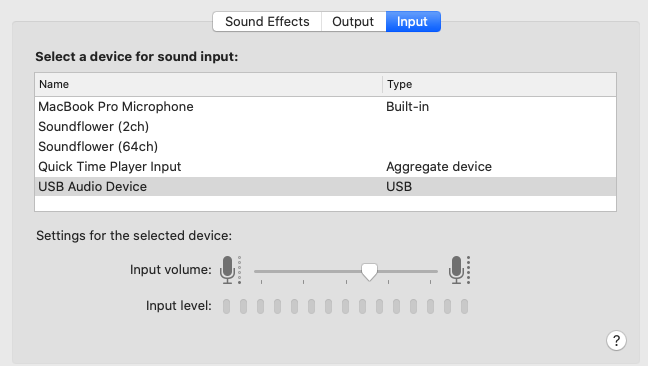 Sound Effects Output Input
Select a device for sound input:
Name Type
MacBook Pro Microphone Built-in
Soundflower (2ch)
Soundflower (64ch)
Quick Time Player Input Aggregate device
USB Audio Device USB
Settings for the selected device:
Input volume:
Input level:
?